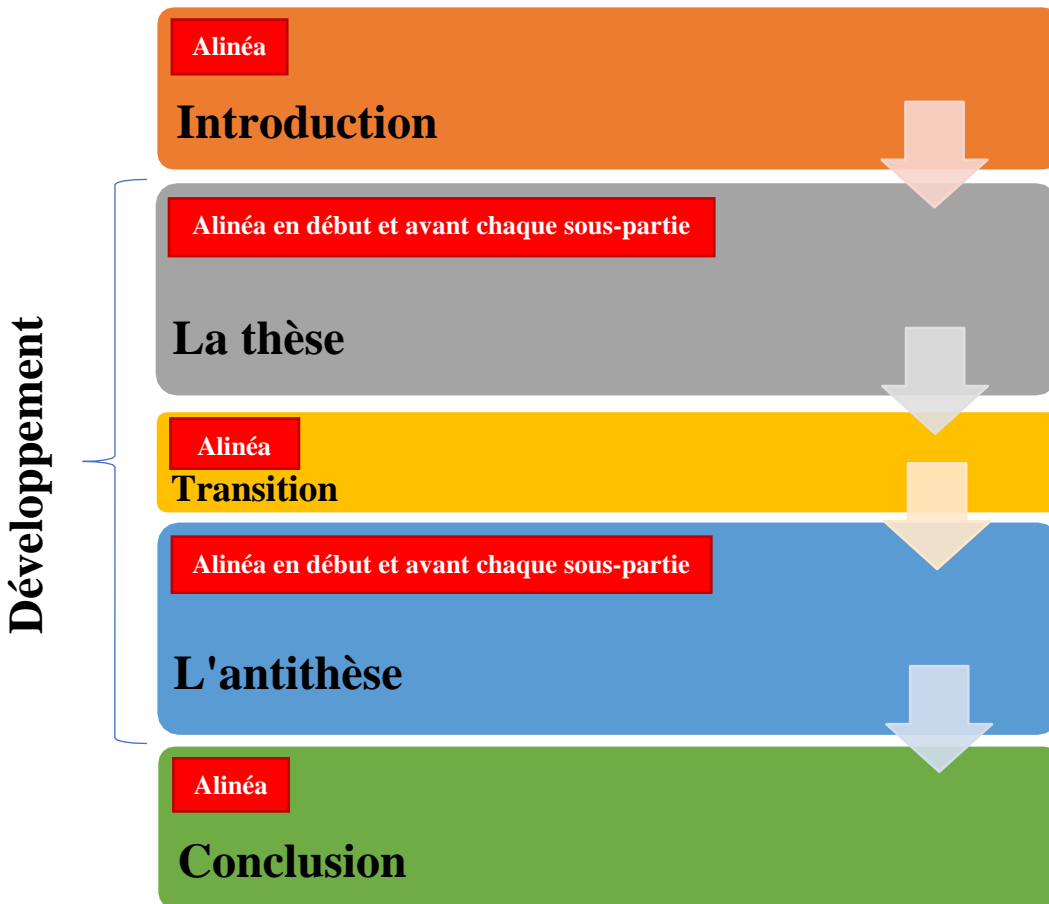 Alinéa
Introduction
Développement
Alinéa en début et avant chaque sous-partie
La thèse
Alinéa
Transition
Alinéa en début et avant chaque sous-partie
L'antithèse
Alinéa
Conclusion